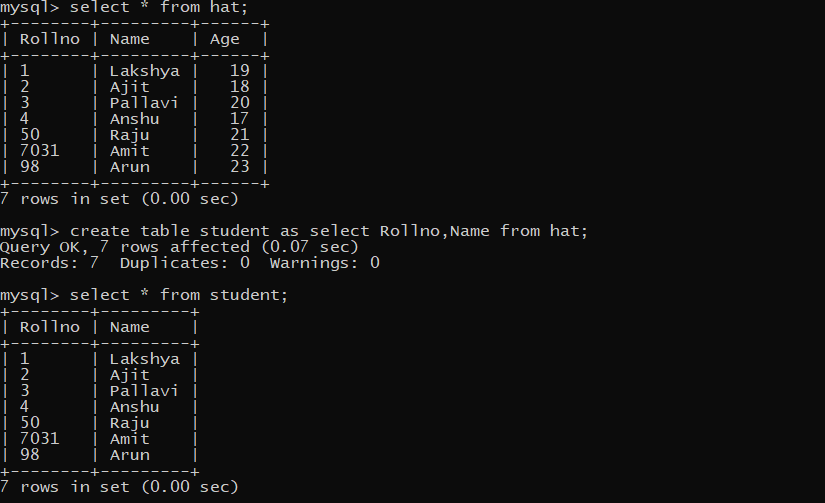 mysql> select * from hat;
+--------+---------+------+
| Rollno | Name    | Age  |
+--------+---------+------+
| 1      | Lakshya |   19 |
| 2      | Ajit    |   18 |
| 3      | Pallavi |   20 |
| 4      | Anshu   |   17 |
| 50     | Raju    |   21 |
| 7031   | Amit    |   22 |
| 98     | Arun    |   23 |
+--------+---------+------+
7 rows in set (0.00 sec)

mysql> create table student as select Rollno,Name from hat;
Query OK, 7 rows affected (0.07 sec)
Records: 7  Duplicates: 0  Warnings: 0

mysql> select * from student;
+--------+---------+
| Rollno | Name    |
+--------+---------+
| 1      | Lakshya |
| 2      | Ajit    |
| 3      | Pallavi |
| 4      | Anshu   |
| 50     | Raju    |
| 7031   | Amit    |
| 98     | Arun    |
+--------+---------+
7 rows in set (0.00 sec)